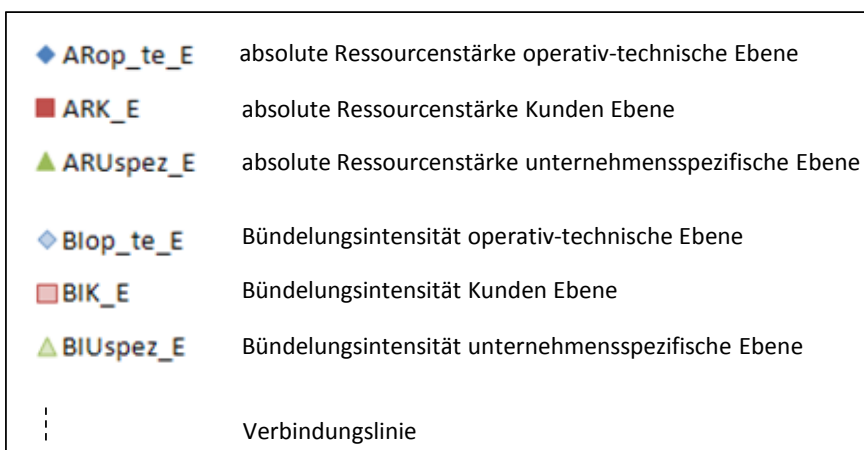 ARop_te_E absolute Ressourcenstärke operativ-technische Ebene
ARK_E absolute Ressourcenstärke Kunden Ebene
ARUspez_E absolute Ressourcenstärke unternehmensspezifische Ebene
BIop_te_E Bündelungsintensität operativ-technische Ebene
BIK_E Bündelungsintensität Kunden Ebene
BIUspez_E Bündelungsintensität unternehmensspezifische Ebene
Verbindungslinie